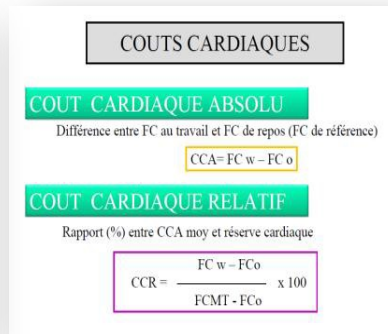 COUTS CARDIAQUES
COUT CARDIAQUE ABSOLU
Différence entre FC au travail et FC de repos (FC de référence)
CCA= FC w – FC o
COUT CARDIAQUE RELATIF
Rapport (%) entre CCA moy et réserve cardiaque
FC w – FCo
CCR = x 100
FCMT - FCo